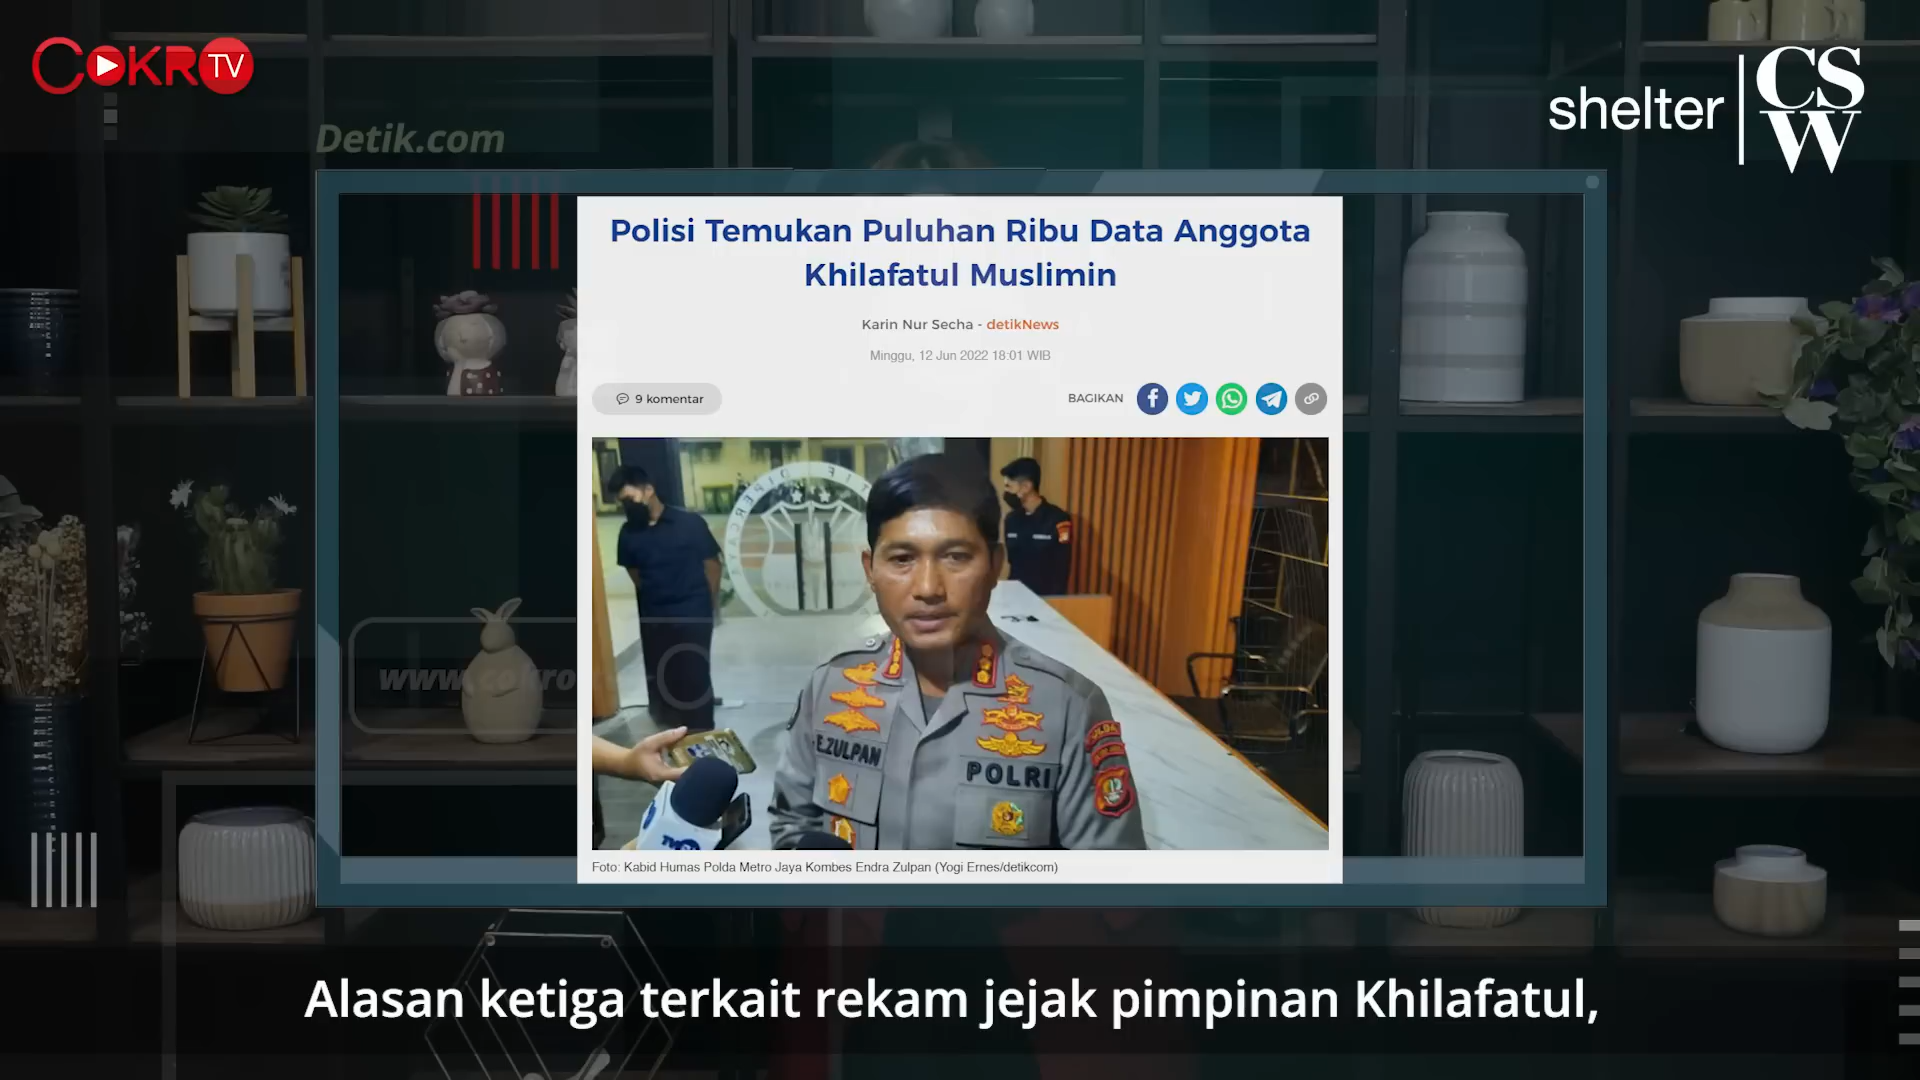 COKRO TV
shelter | CSW
Detik.com
Polisi Temukan Puluhan Ribu Data Anggota
Khilafatul Muslimin
Karin Nur Secha - detikNews
Minggu, 12 Jun 2022 18:01 WIB
9 komentar
BAGIKAN
E.ZULPAN
POLRI
www.cokro
Foto: Kabid Humas Polda Metro Jaya Kombes Endra Zulpan (Yogi Ernes/detikcom)
Alasan ketiga terkait rekam jejak pimpinan Khilafatul,